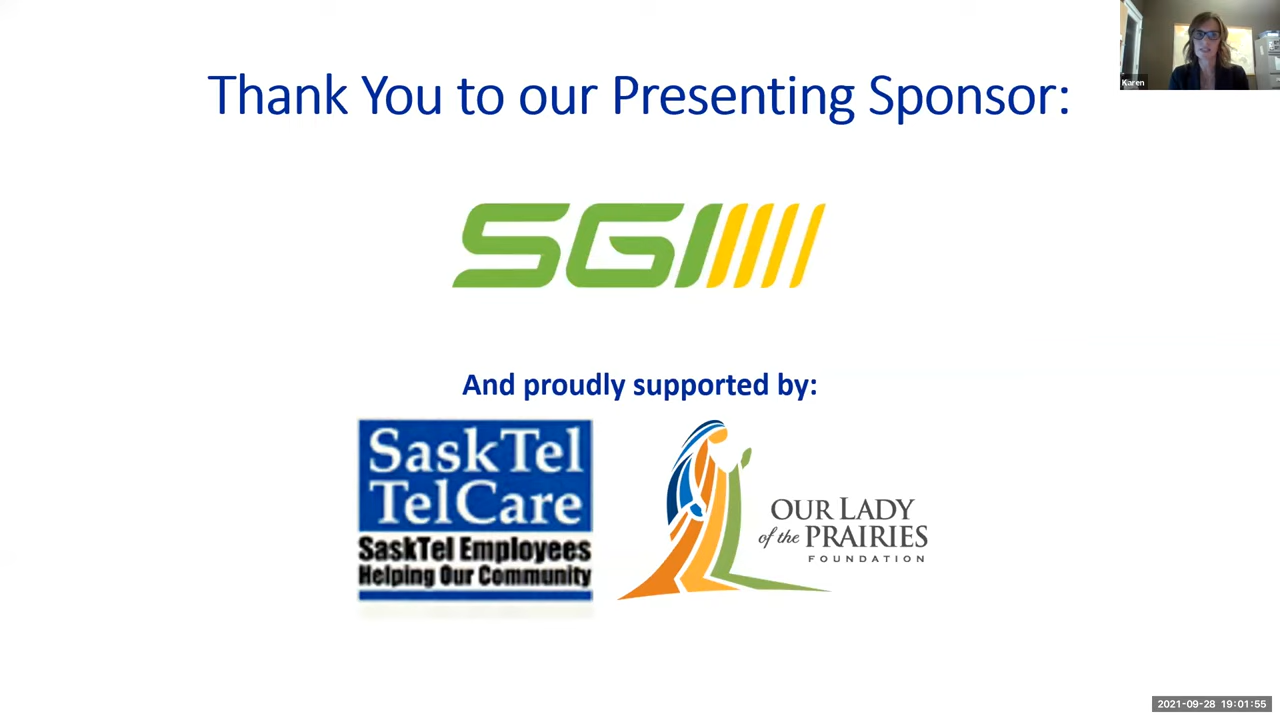 Karen
Thank You to our Presenting Sponsor:
SGI
And proudly supported by:
SaskTel
TelCare
SaskTel Employees
Helping Our Community
OUR LADY
of the PRAIRIES
FOUNDATION
2021-09-28 19:01:55